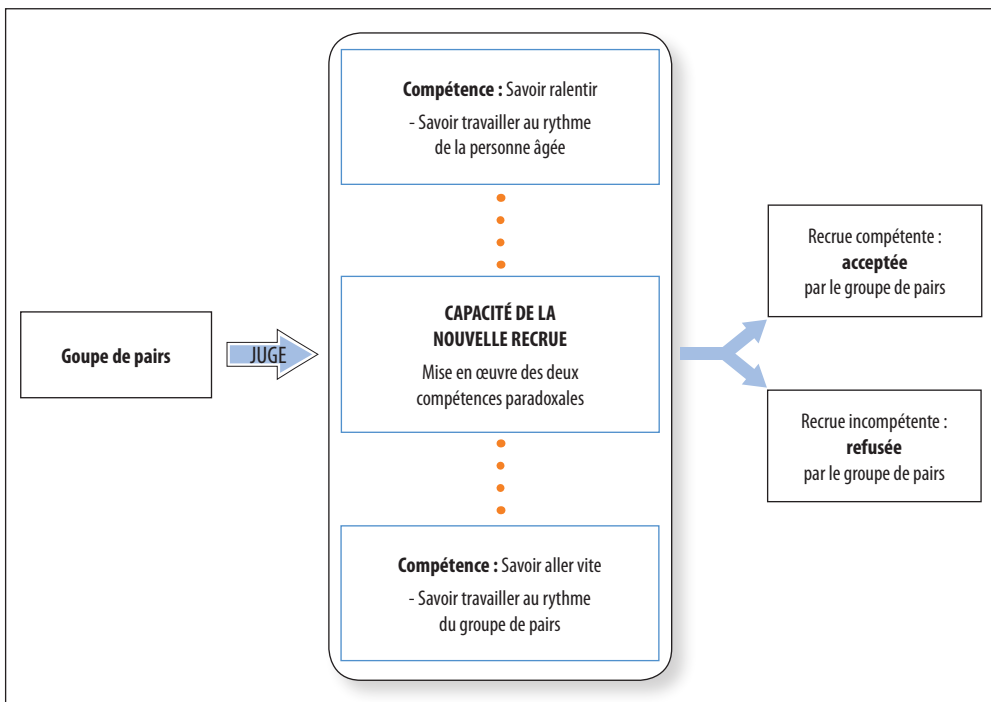 Compétence : Savoir ralentir
- Savoir travailler au rythme
de la personne âgée
Goupe de pairs
JUGE
CAPACITÉ DE LA
NOUVELLE RECRUE
Mise en œuvre des deux
compétences paradoxales
Compétence : Savoir aller vite
- Savoir travailler au rythme
du groupe de pairs
Recrue compétente :
acceptée
par le groupe de pairs
Recrue incompétente :
refusée
par le groupe de pairs